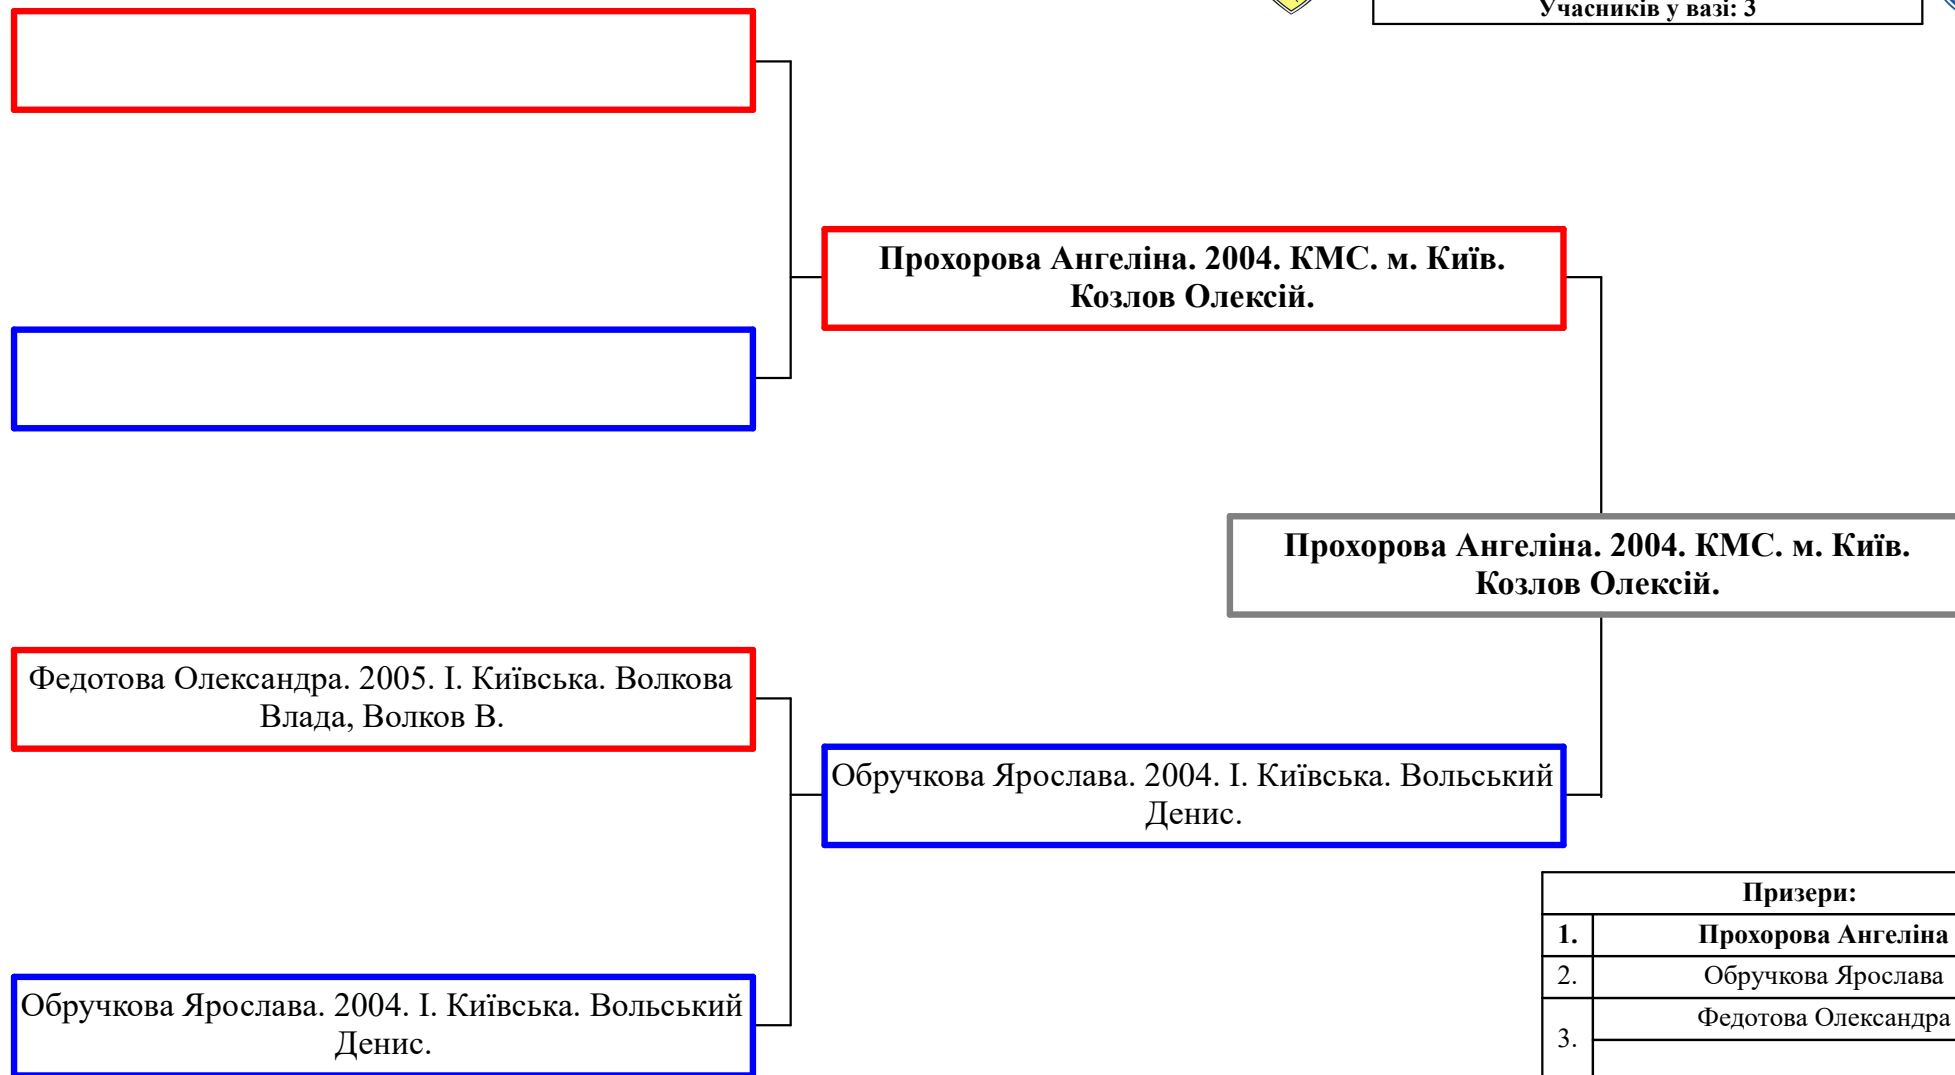 Учасників у вазі: 3
Прохорова Ангеліна. 2004. КМС. м. Київ.
Козлов Олексій.
Прохорова Ангеліна. 2004. КМС. м. Київ.
Козлов Олексій.
Федотова Олександра. 2005. І. Київська. Волкова
Влада, Волков В.
Обручкова Ярослава. 2004. І. Київська. Вольський
Денис.
Обручкова Ярослава. 2004. І. Київська. Вольський
Денис.
Призери:
1. Прохорова Ангеліна
2. Обручкова Ярослава
3. Федотова Олександра